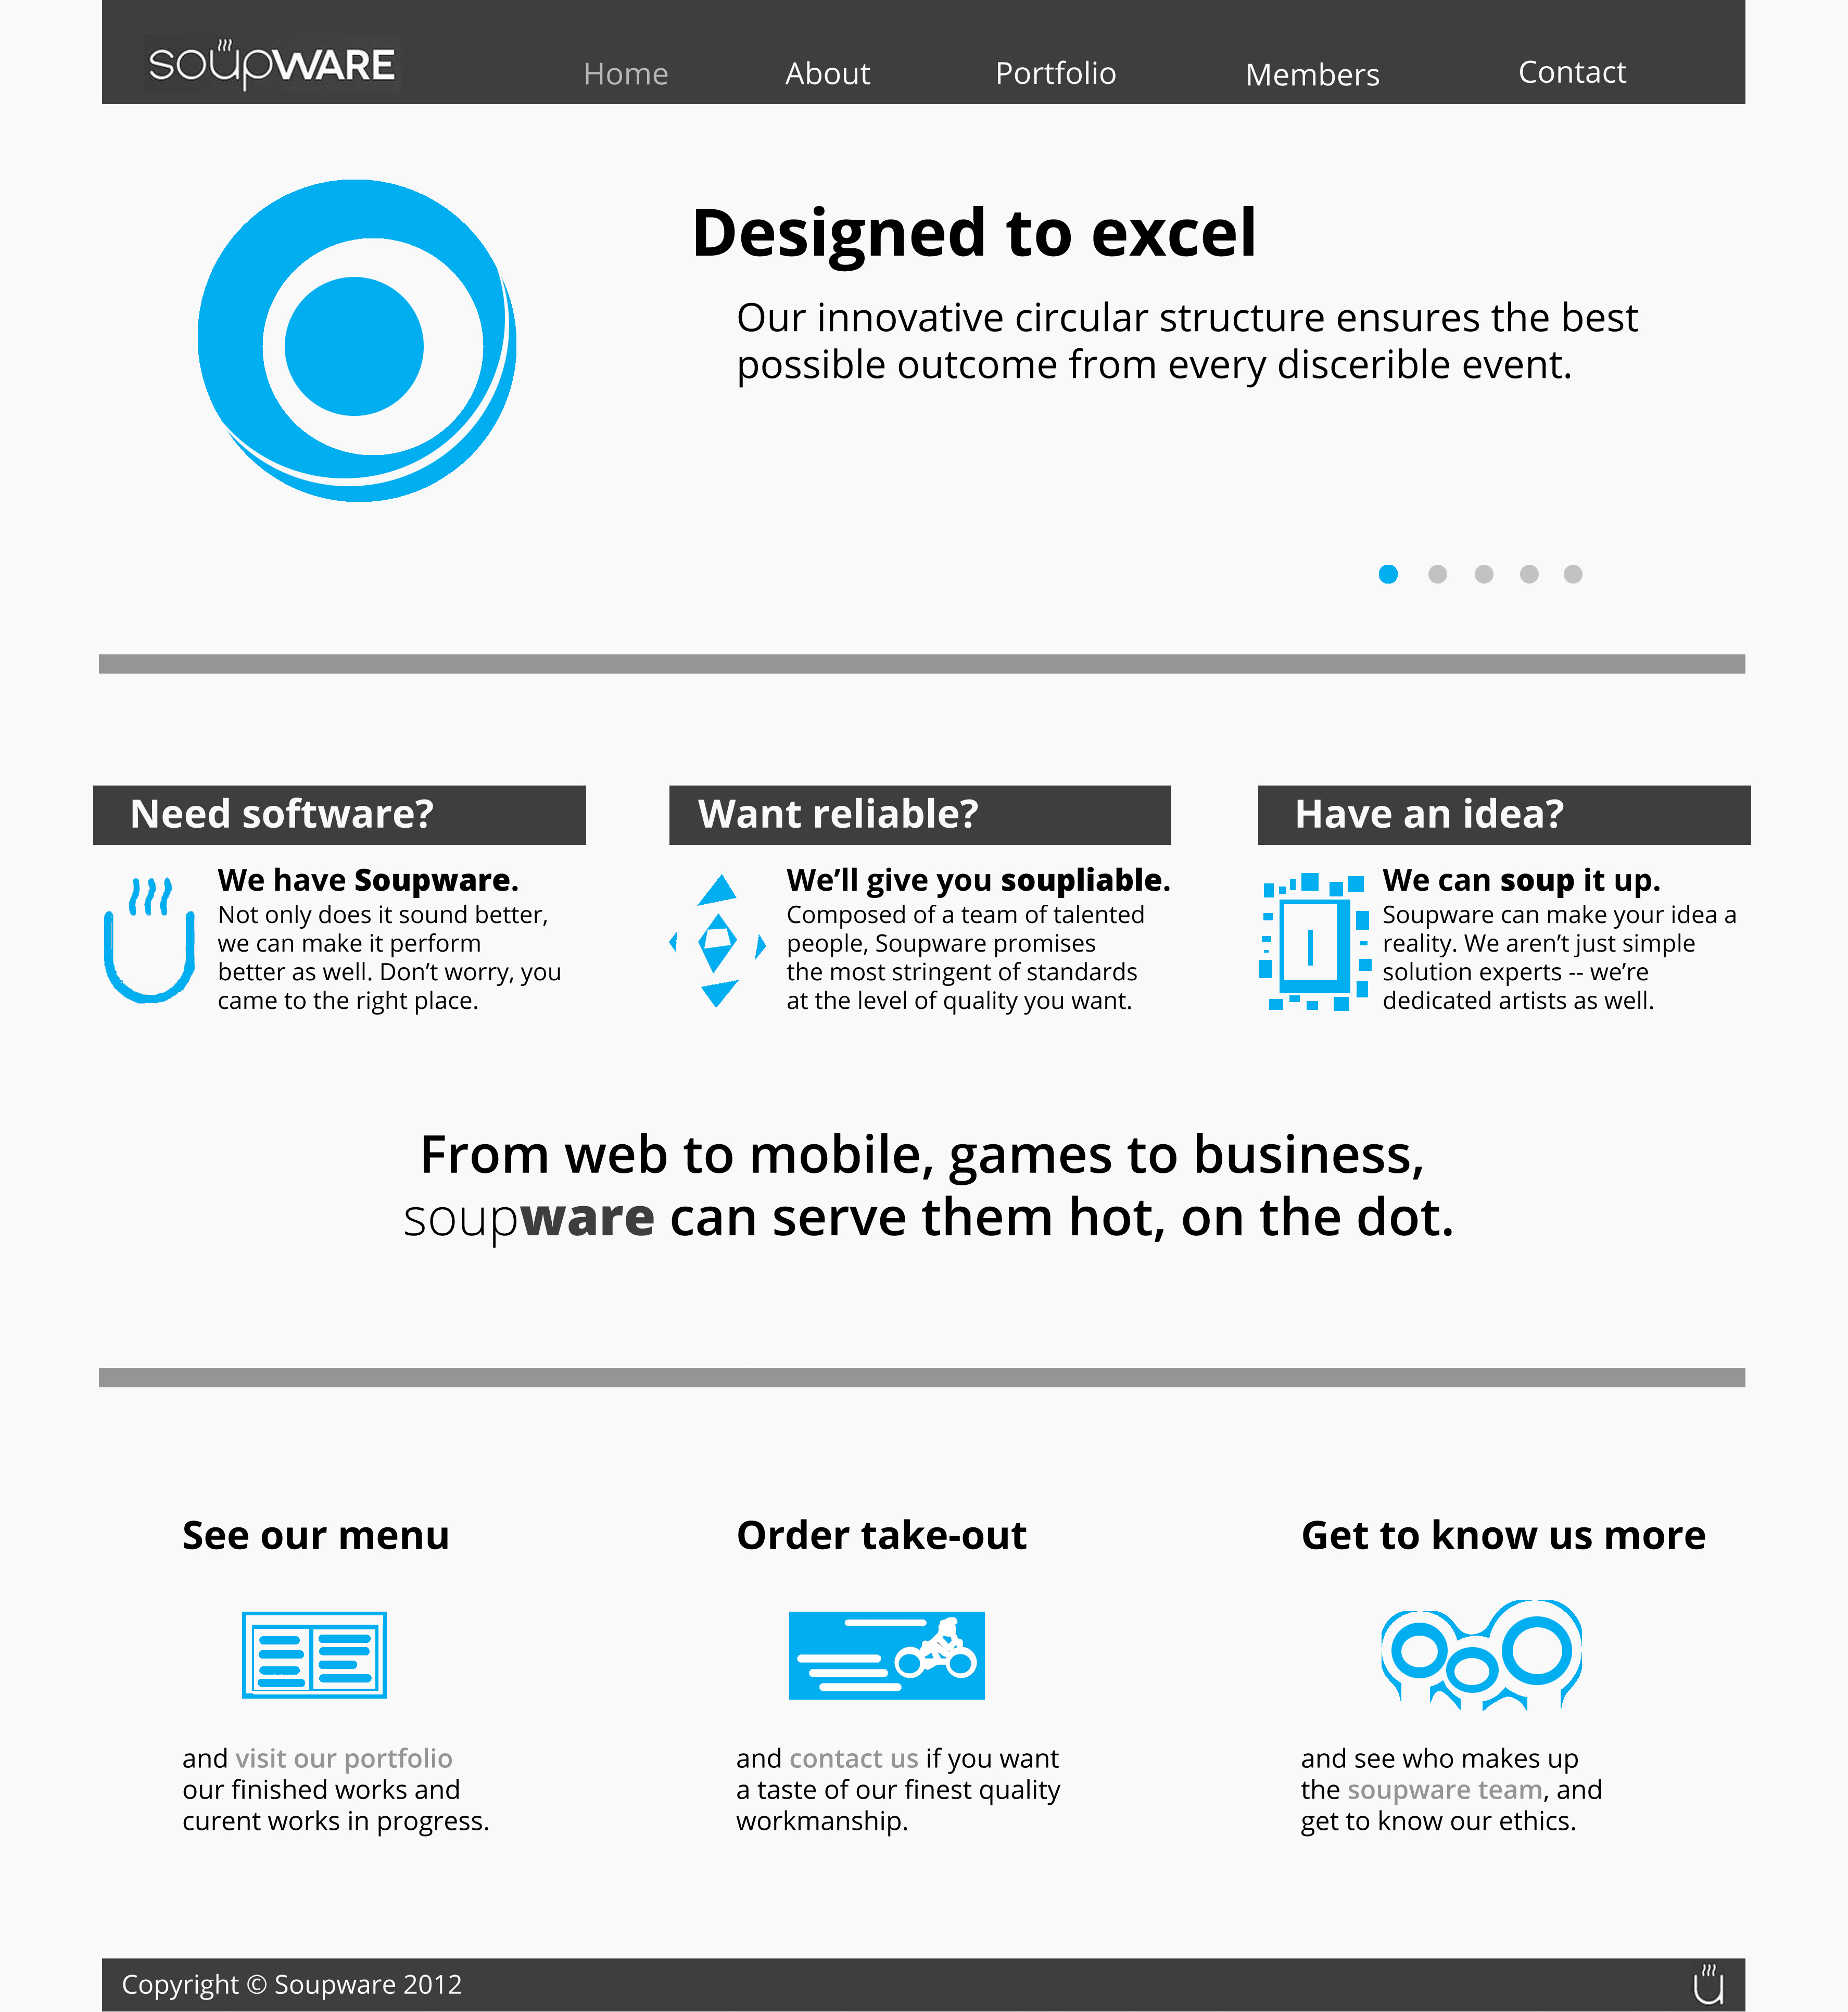 soupWARE
Home About Portfolio Members Contact
Designed to excel
Our innovative circular structure ensures the best
possible outcome from every discerible event.
Need software?
We have Soupware.
Not only does it sound better,
we can make it perform
better as well. Don’t worry, you
came to the right place.
Want reliable?
We’ll give you soupliable.
Composed of a team of talented
people, Soupware promises
the most stringent of standards
at the level of quality you want.
Have an idea?
We can soup it up.
Soupware can make your idea a
reality. We aren’t just simple
solution experts -- we’re
dedicated artists as well.
From web to mobile, games to business,
soupware can serve them hot, on the dot.
See our menu
and visit our portfolio
our finished works and
curent works in progress.
Order take-out
and contact us if you want
a taste of our finest quality
workmanship.
Get to know us more
and see who makes up
the soupware team, and
get to know our ethics.
Copyright © Soupware 2012